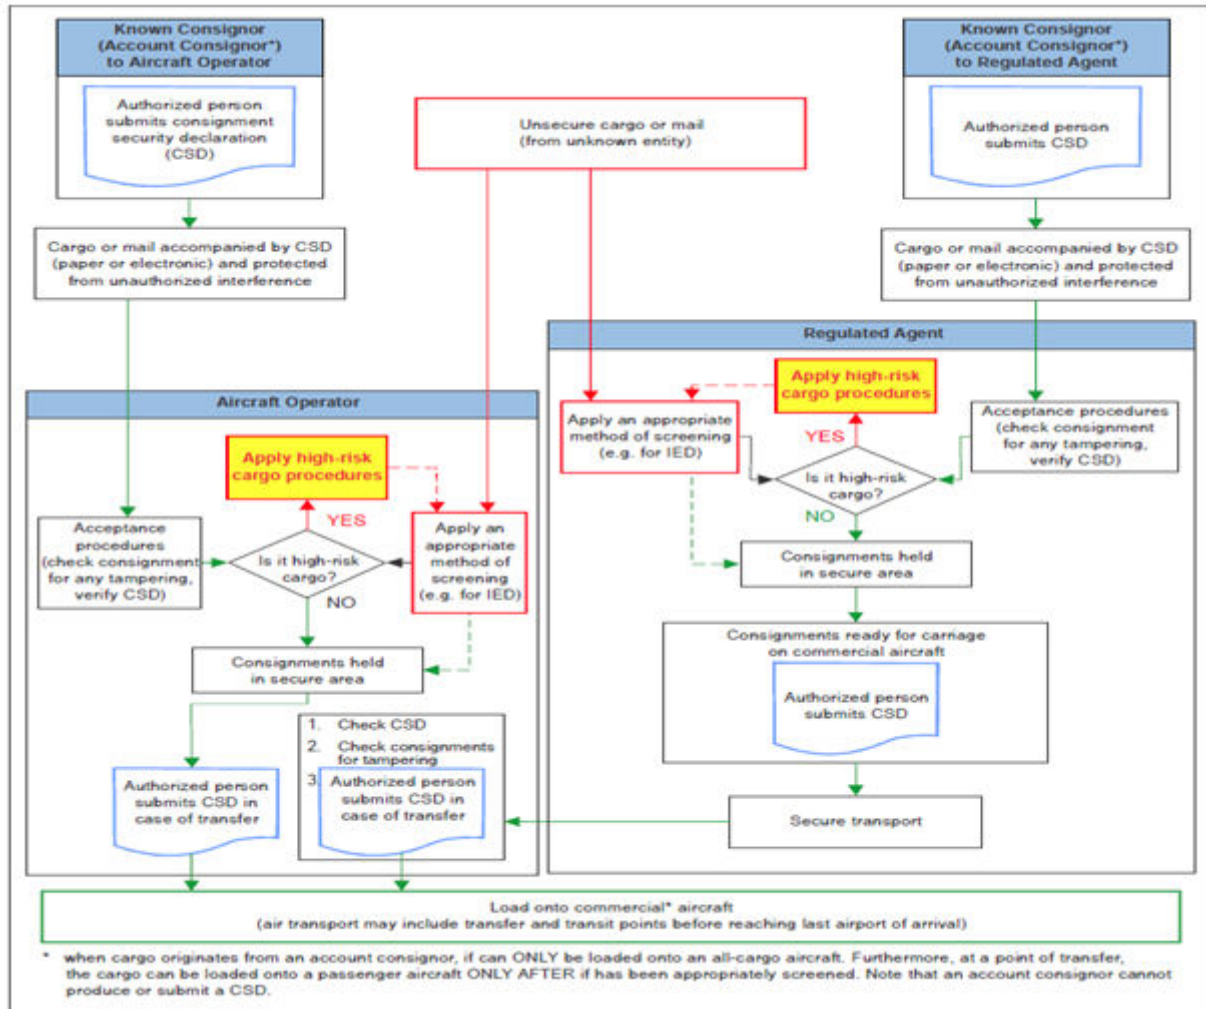 Known Consignor
(Account Consignor*)
to Aircraft Operator
Authorized person
submits consignment
security declaration
(CSD)
Unsecure cargo or mail
(from unknown entity)
Known Consignor
(Account Consignor*)
to Regulated Agent
Authorized person
submits CSD
Cargo or mail accompanied by CSD
(paper or electronic) and protected
from unauthorized interference
Cargo or mail accompanied by CSD
(paper or electronic) and protected
from unauthorized interference
Regulated Agent
Apply high-risk
cargo procedures
Apply an appropriate
method of screening
(e.g. for IED)
YES
Acceptance procedures
(check consignment
for any tampering,
verify CSD)
Is it high-risk
cargo?
NO
Consignments held
in secure area
Consignments ready for carriage
on commercial aircraft
Authorized person
submits CSD
Secure transport
Aircraft Operator
Apply high-risk
cargo procedures
YES
Acceptance
procedures
(check consignment
for any tampering,
verify CSD)
Is it high-risk
cargo?
Apply an
appropriate
method of
screening
(e.g. for IED)
NO
Consignments held
in secure area
1. Check CSD
2. Check consignments
for tampering
3. Authorized person
submits CSD in
case of transfer
Authorized person
submits CSD in
case of transfer
Load onto commercial* aircraft
(air transport may include transfer and transit points before reaching last airport of arrival)
* when cargo originates from an account consignor, if can ONLY be loaded onto an all-cargo aircraft. Furthermore, at a point of transfer,
the cargo can be loaded onto a passenger aircraft ONLY AFTER if has been appropriately screened. Note that an account consignor cannot
produce or submit a CSD.